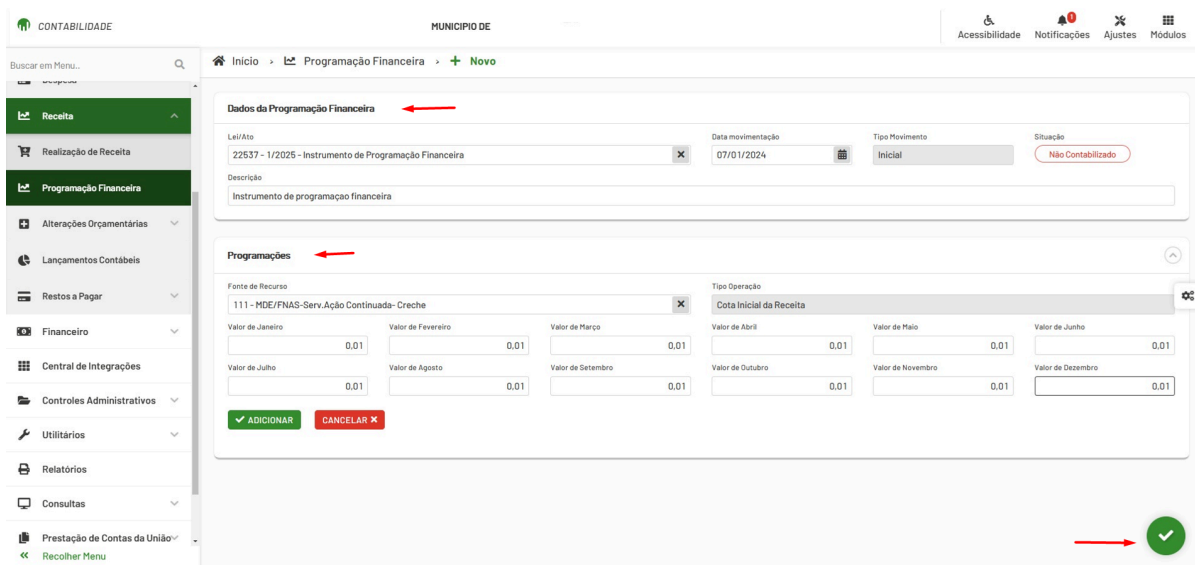 CONTABILIDADE
MUNICIPIO DE
Acessibilidade
1
Notificações
Ajustes
Módulos
Buscar em Menu..
Início › Programação Financeira › + Novo
Despesa
Receita
Realização de Receita
Programação Financeira
Alterações Orçamentárias
Lançamentos Contábeis
Restos a Pagar
Financeiro
Central de Integrações
Controles Administrativos
Utilitários
Relatórios
Consultas
Prestação de Contas da União
Recolher Menu
Dados da Programação Financeira
Lei/Ato
Data movimentação
Tipo Movimento
Situação
22537 - 1/2025 - Instrumento de Programação Financeira
07/01/2024
Inicial
Não Contabilizado
Descrição
Instrumento de programaçao financeira
Programações
Fonte de Recurso
Tipo Operação
111 - MDE/FNAS-Serv.Ação Continuada- Creche
Cota Inicial da Receita
Valor de Janeiro
Valor de Fevereiro
Valor de Março
Valor de Abril
Valor de Maio
Valor de Junho
0,01
0,01
0,01
0,01
0,01
0,01
Valor de Julho
Valor de Agosto
Valor de Setembro
Valor de Outubro
Valor de Novembro
Valor de Dezembro
0,01
0,01
0,01
0,01
0,01
0,01
ADICIONAR
CANCELAR